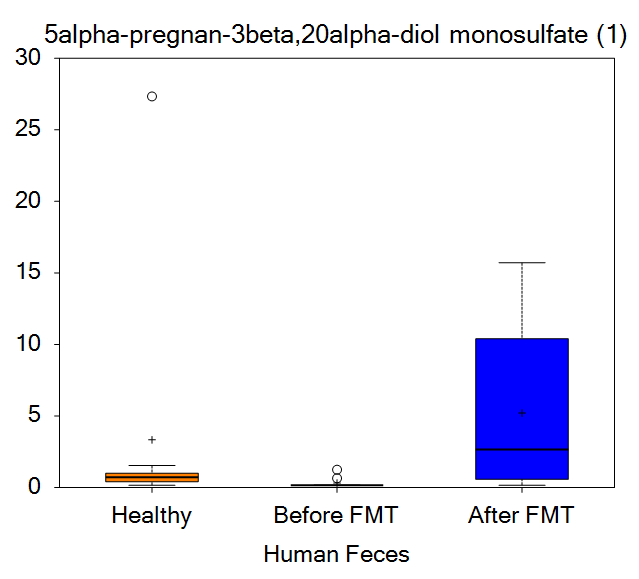 5alpha-pregnan-3beta,20alpha-diol monosulfate (1)
30
25
20
15
10
5
0
Healthy Before FMT After FMT
Human Feces